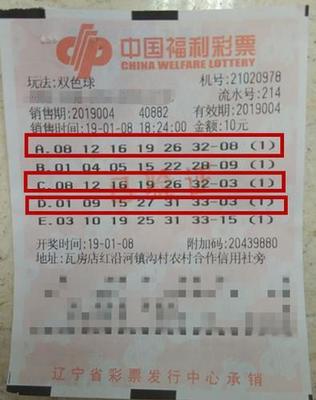 中国福利彩票
CHINA WELFARE LOTTERY
玩法:双色球 机号:21020978
流水号:214
销售期:2019004 40882 有效期:2019004
销售时间:19-01-08 18:24:00 金额:10元
A.08 12 16 19 26 32-08 (1)
B.01 04 05 15 22 28-09 (1)
C.08 12 16 19 26 32-03 (1)
D.01 09 15 27 31 33-03 (1)
E.03 10 19 25 31 33-15 (1)
开奖时间:19-01-08 附加码:20439880
地址:瓦房店红沿河镇沟村农村合作信用社旁
辽宁省彩票发行中心承销